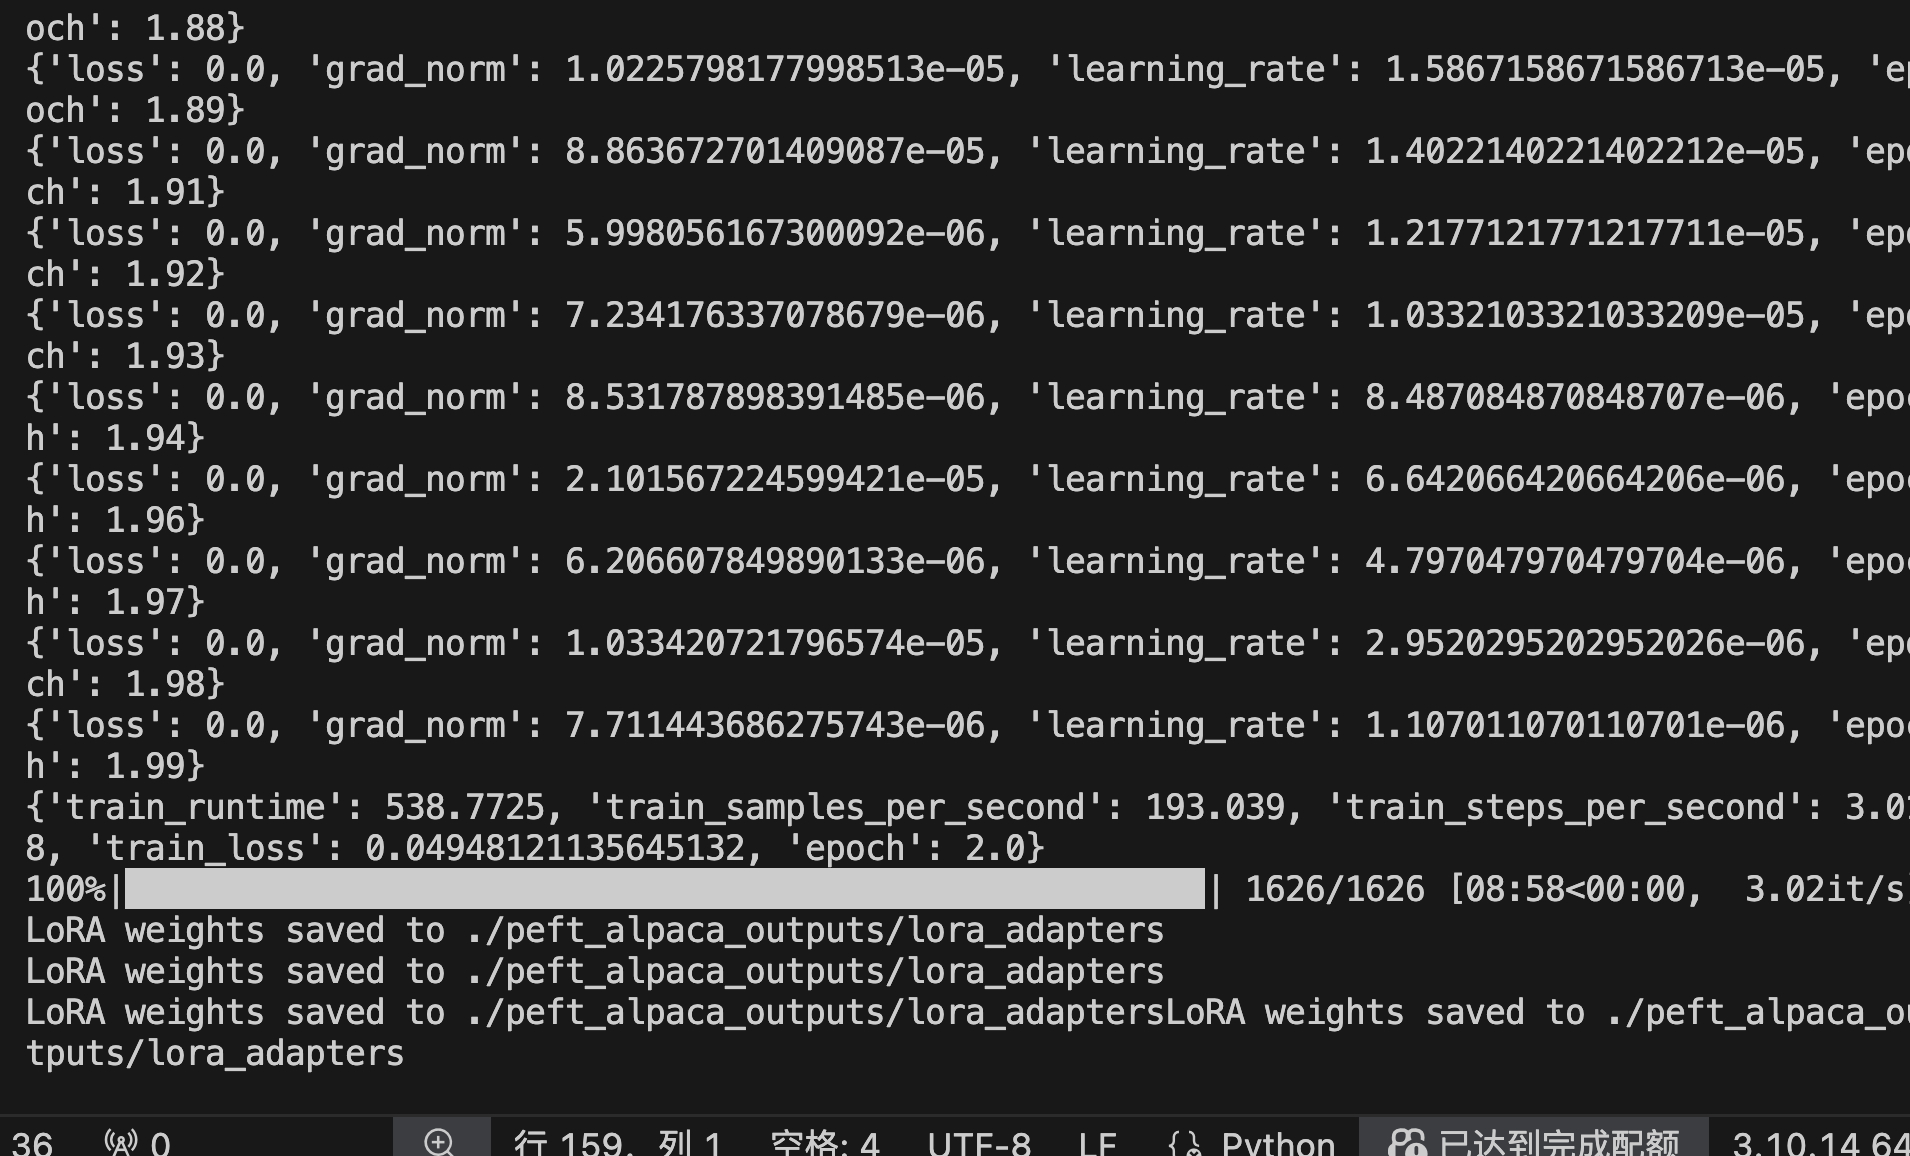 och': 1.88}
{'loss': 0.0, 'grad_norm': 1.0225798177998513e-05, 'learning_rate': 1.5867158671586713e-05, 'ep
och': 1.89}
{'loss': 0.0, 'grad_norm': 8.863672701409087e-05, 'learning_rate': 1.4022140221402212e-05, 'epo
ch': 1.91}
{'loss': 0.0, 'grad_norm': 5.998056167300092e-06, 'learning_rate': 1.2177121771217711e-05, 'epo
ch': 1.92}
{'loss': 0.0, 'grad_norm': 7.234176337078679e-06, 'learning_rate': 1.0332103321033209e-05, 'epo
ch': 1.93}
{'loss': 0.0, 'grad_norm': 8.531787898391485e-06, 'learning_rate': 8.487084870848707e-06, 'epoc
h': 1.94}
{'loss': 0.0, 'grad_norm': 2.101567224599421e-05, 'learning_rate': 6.642066420664206e-06, 'epoc
h': 1.96}
{'loss': 0.0, 'grad_norm': 6.206607849890133e-06, 'learning_rate': 4.797047970479704e-06, 'epoc
h': 1.97}
{'loss': 0.0, 'grad_norm': 1.033420721796574e-05, 'learning_rate': 2.9520295202952026e-06, 'epo
ch': 1.98}
{'loss': 0.0, 'grad_norm': 7.711443686275743e-06, 'learning_rate': 1.107011070110701e-06, 'epoc
h': 1.99}
{'train_runtime': 538.7725, 'train_samples_per_second': 193.039, 'train_steps_per_second': 3.01
8, 'train_loss': 0.04948121135645132, 'epoch': 2.0}
100%| | 1626/1626 [08:58<00:00, 3.02it/s]
LoRA weights saved to ./peft_alpaca_outputs/lora_adapters
LoRA weights saved to ./peft_alpaca_outputs/lora_adapters
LoRA weights saved to ./peft_alpaca_outputs/lora_adaptersLoRA weights saved to ./peft_alpaca_ou
tputs/lora_adapters
36 0 行 159，列 1 空格: 4 UTF-8 LF {} Python 已达到完成配额 3.10.14 64